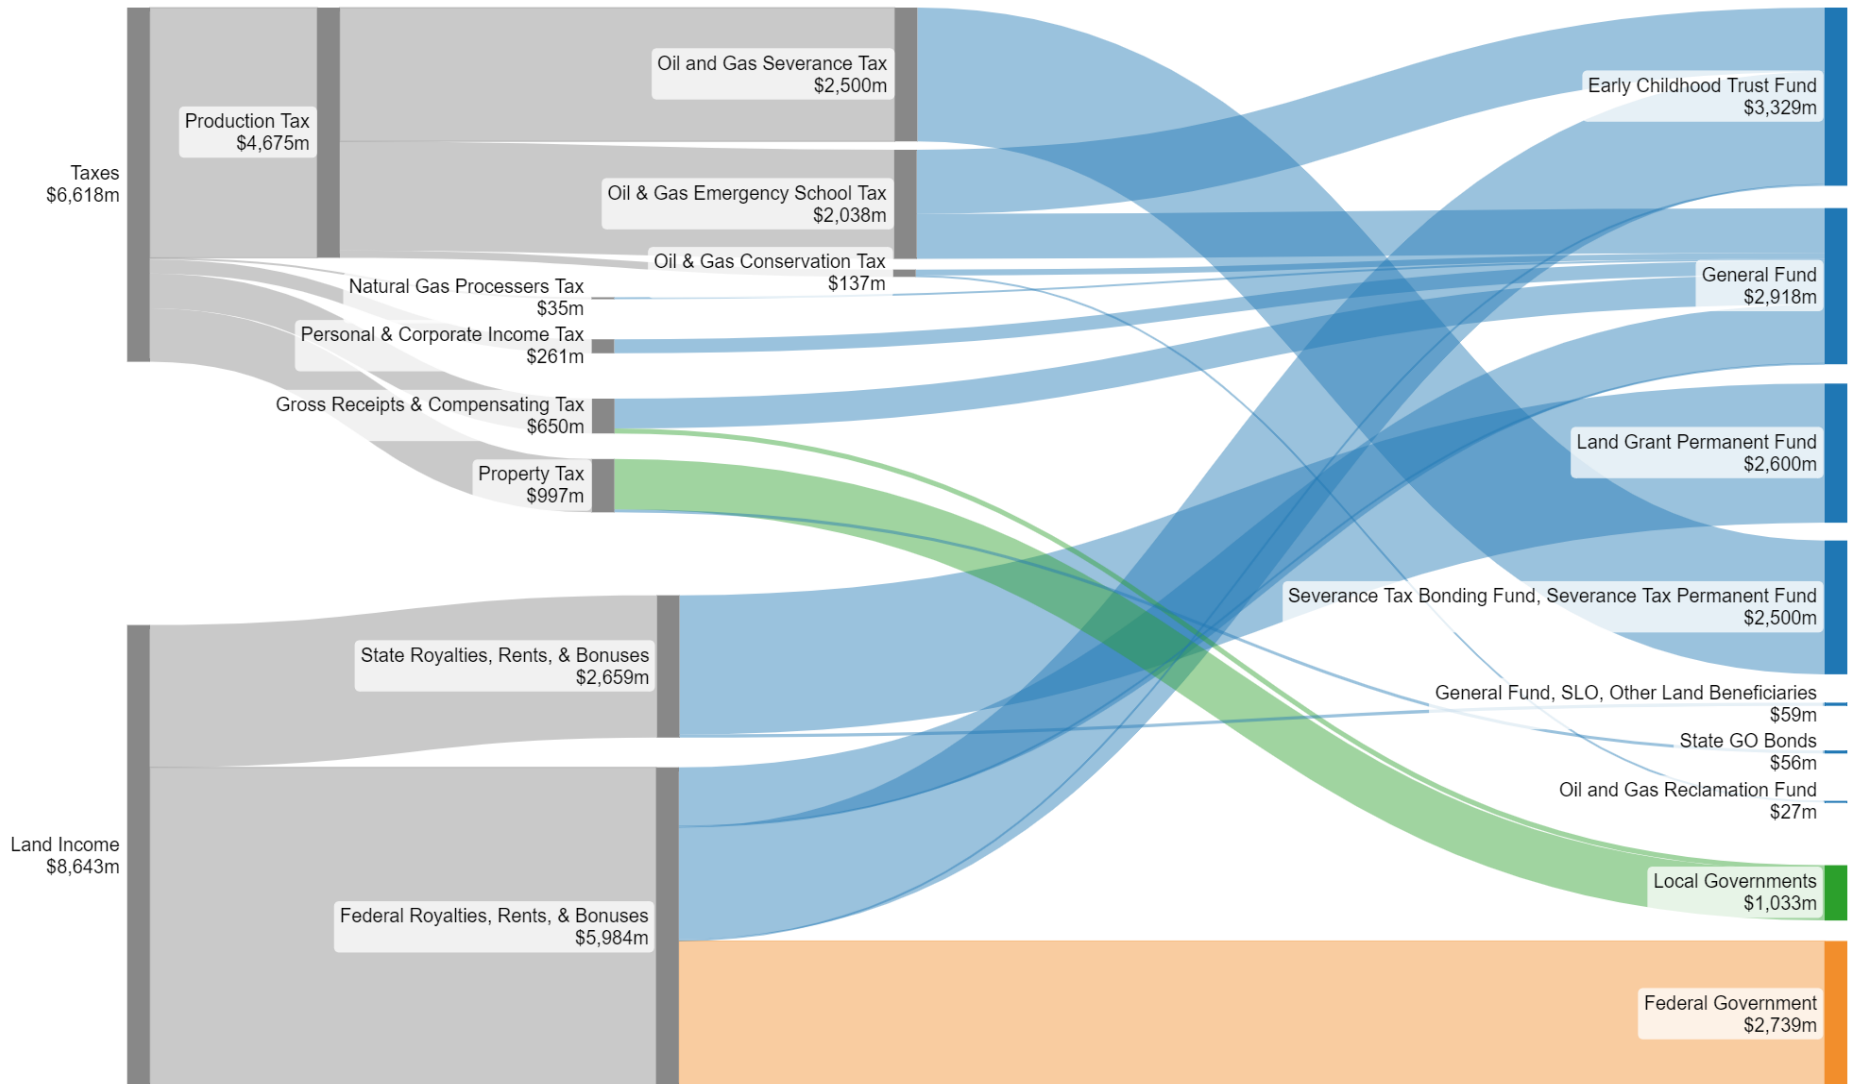 Taxes
$6,618m
Production Tax
$4,675m
Oil and Gas Severance Tax
$2,500m
Oil & Gas Emergency School Tax
$2,038m
Oil & Gas Conservation Tax
$137m
Natural Gas Processers Tax
$35m
Personal & Corporate Income Tax
$261m
Gross Receipts & Compensating Tax
$650m
Property Tax
$997m
Land Income
$8,643m
State Royalties, Rents, & Bonuses
$2,659m
Federal Royalties, Rents, & Bonuses
$5,984m
Early Childhood Trust Fund
$3,329m
General Fund
$2,918m
Land Grant Permanent Fund
$2,600m
Severance Tax Bonding Fund, Severance Tax Permanent Fund
$2,500m
General Fund, SLO, Other Land Beneficiaries
$59m
State GO Bonds
$56m
Oil and Gas Reclamation Fund
$27m
Local Governments
$1,033m
Federal Government
$2,739m